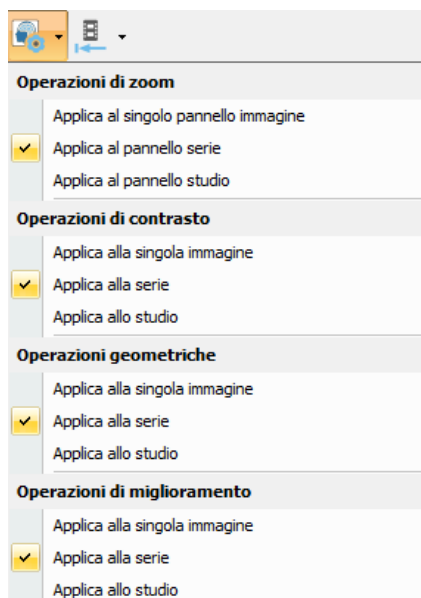 Operazioni di zoom
Applica al singolo pannello immagine
Applica al pannello serie
Applica al pannello studio
Operazioni di contrasto
Applica alla singola immagine
Applica alla serie
Applica allo studio
Operazioni geometriche
Applica alla singola immagine
Applica alla serie
Applica allo studio
Operazioni di miglioramento
Applica alla singola immagine
Applica alla serie
Applica allo studio